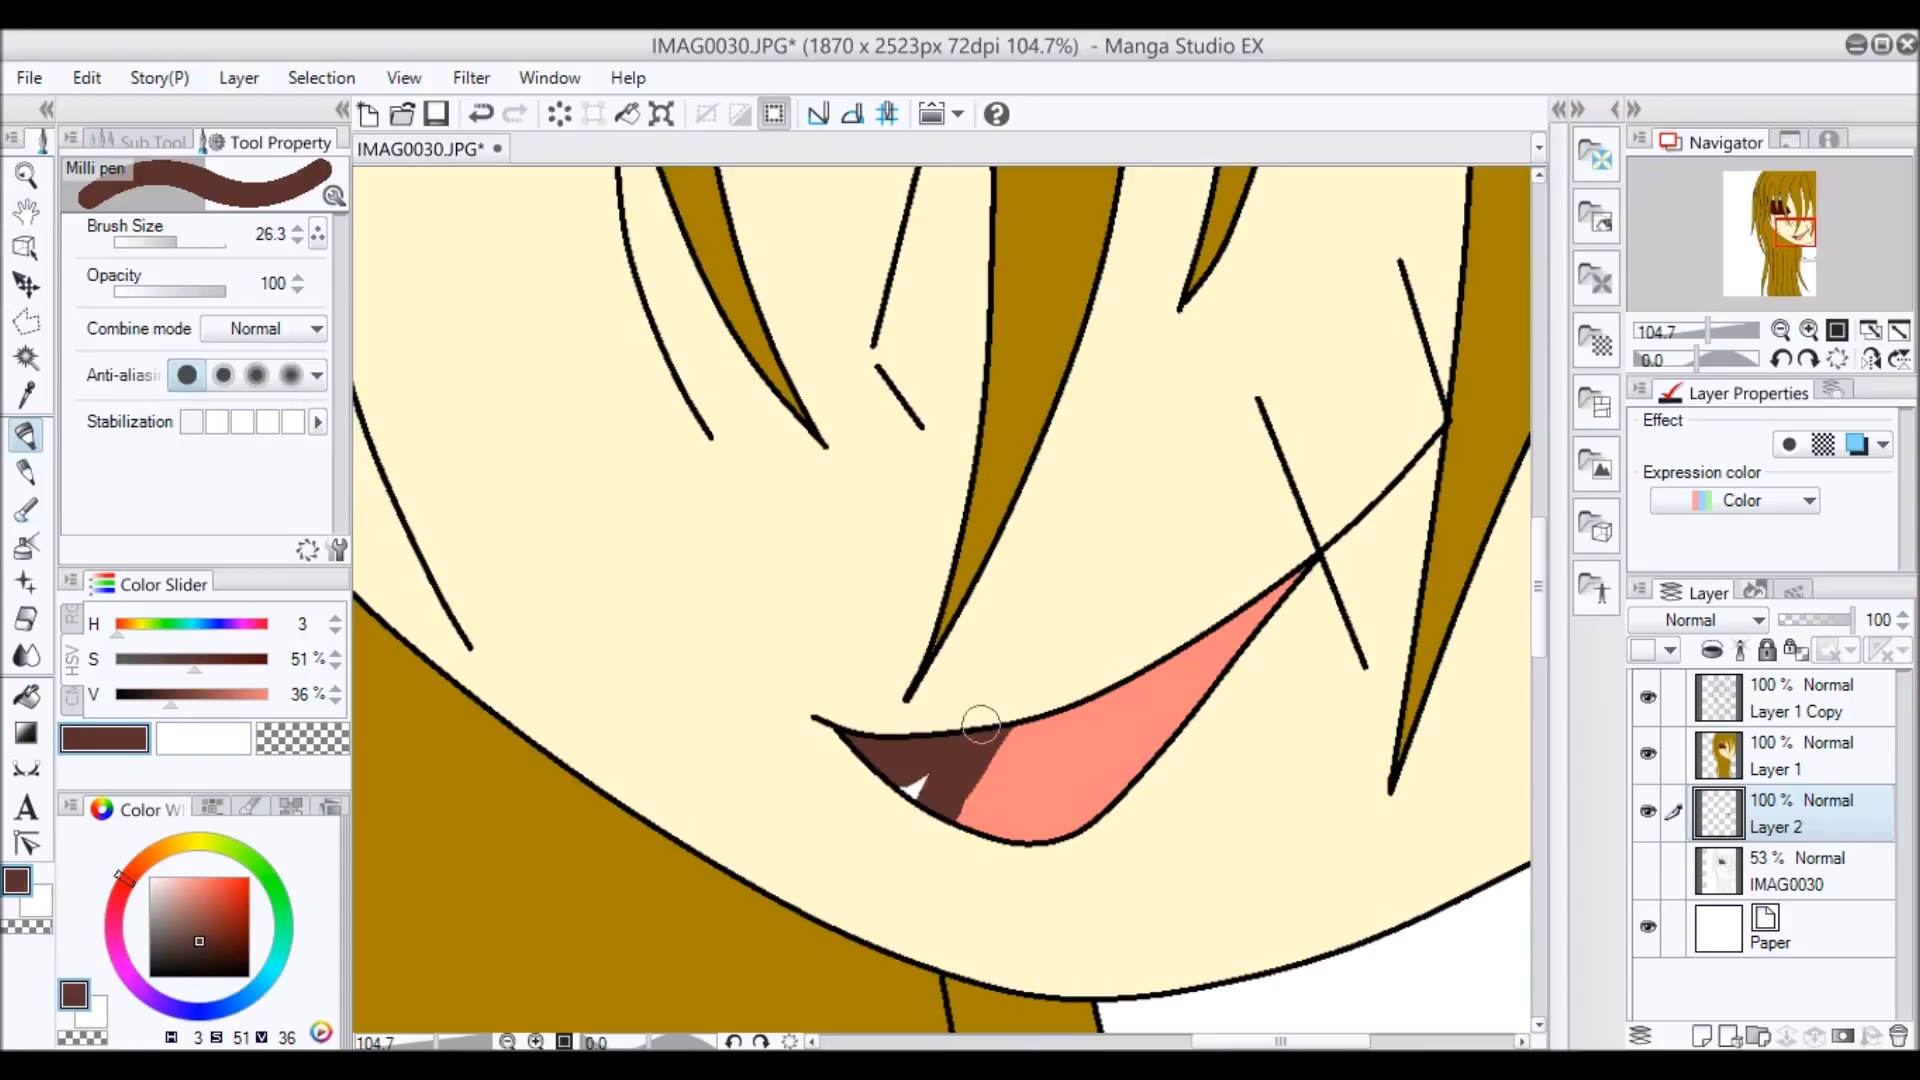 IMAG0030.JPG* (1870 x 2523px 72dpi 104.7%) - Manga Studio EX
File Edit Story(P) Layer Selection View Filter Window Help
Sub Tool Tool Property
IMAG0030.JPG*
Navigator
Milli pen
Brush Size 26.3
Opacity 100
Combine mode Normal
Anti-aliasi
Stabilization
104.7
0.0
Layer Properties
Effect
Expression color
Color
Color Slider
H 3
S 51 %
V 36 %
HSV
Layer
Normal 100
100 % Normal
Layer 1 Copy
100 % Normal
Layer 1
100 % Normal
Layer 2
53 % Normal
IMAG0030
Paper
Color W
H 3 S 51 V 36
104.7 0.0